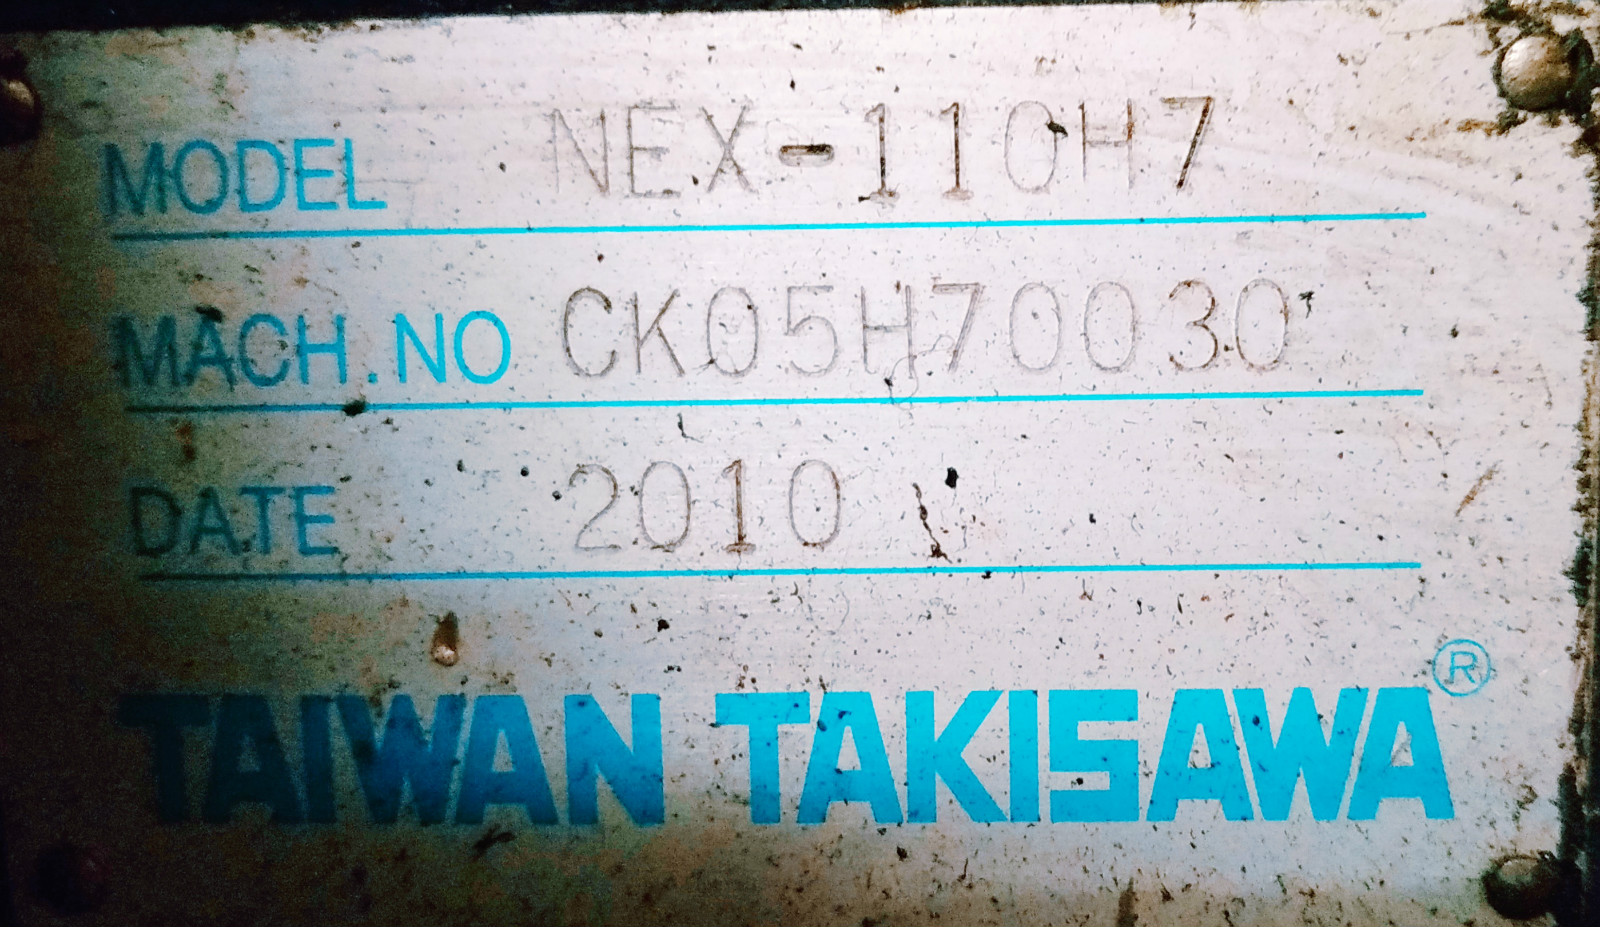 MODEL NEX-110H7
MACH.NO CK05H70030
DATE 2010
TAIWAN TAKISAWA®